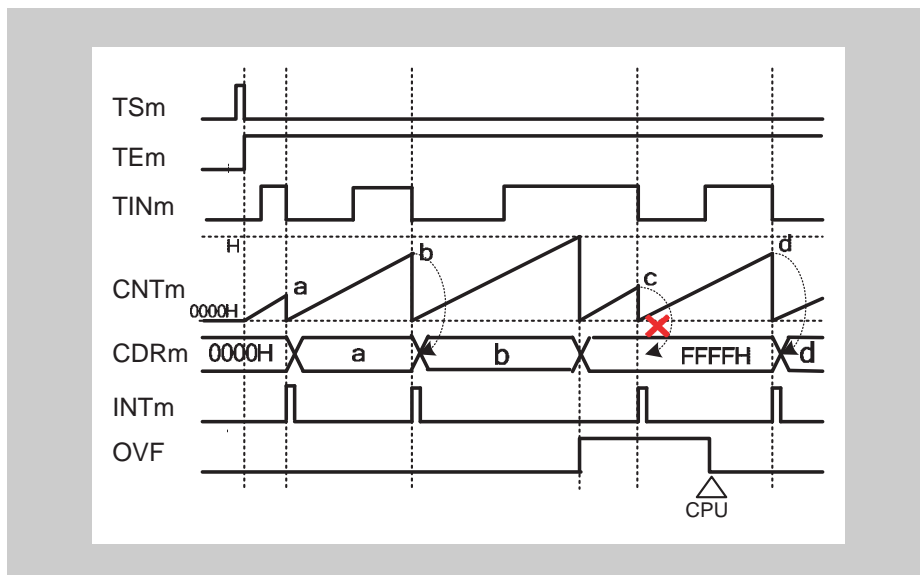 TSm
TEm
TINm
H
b
d
CNTm
a
c
0000H
CDRm
0000H
a
b
FFFFH
d
INTm
OVF
CPU